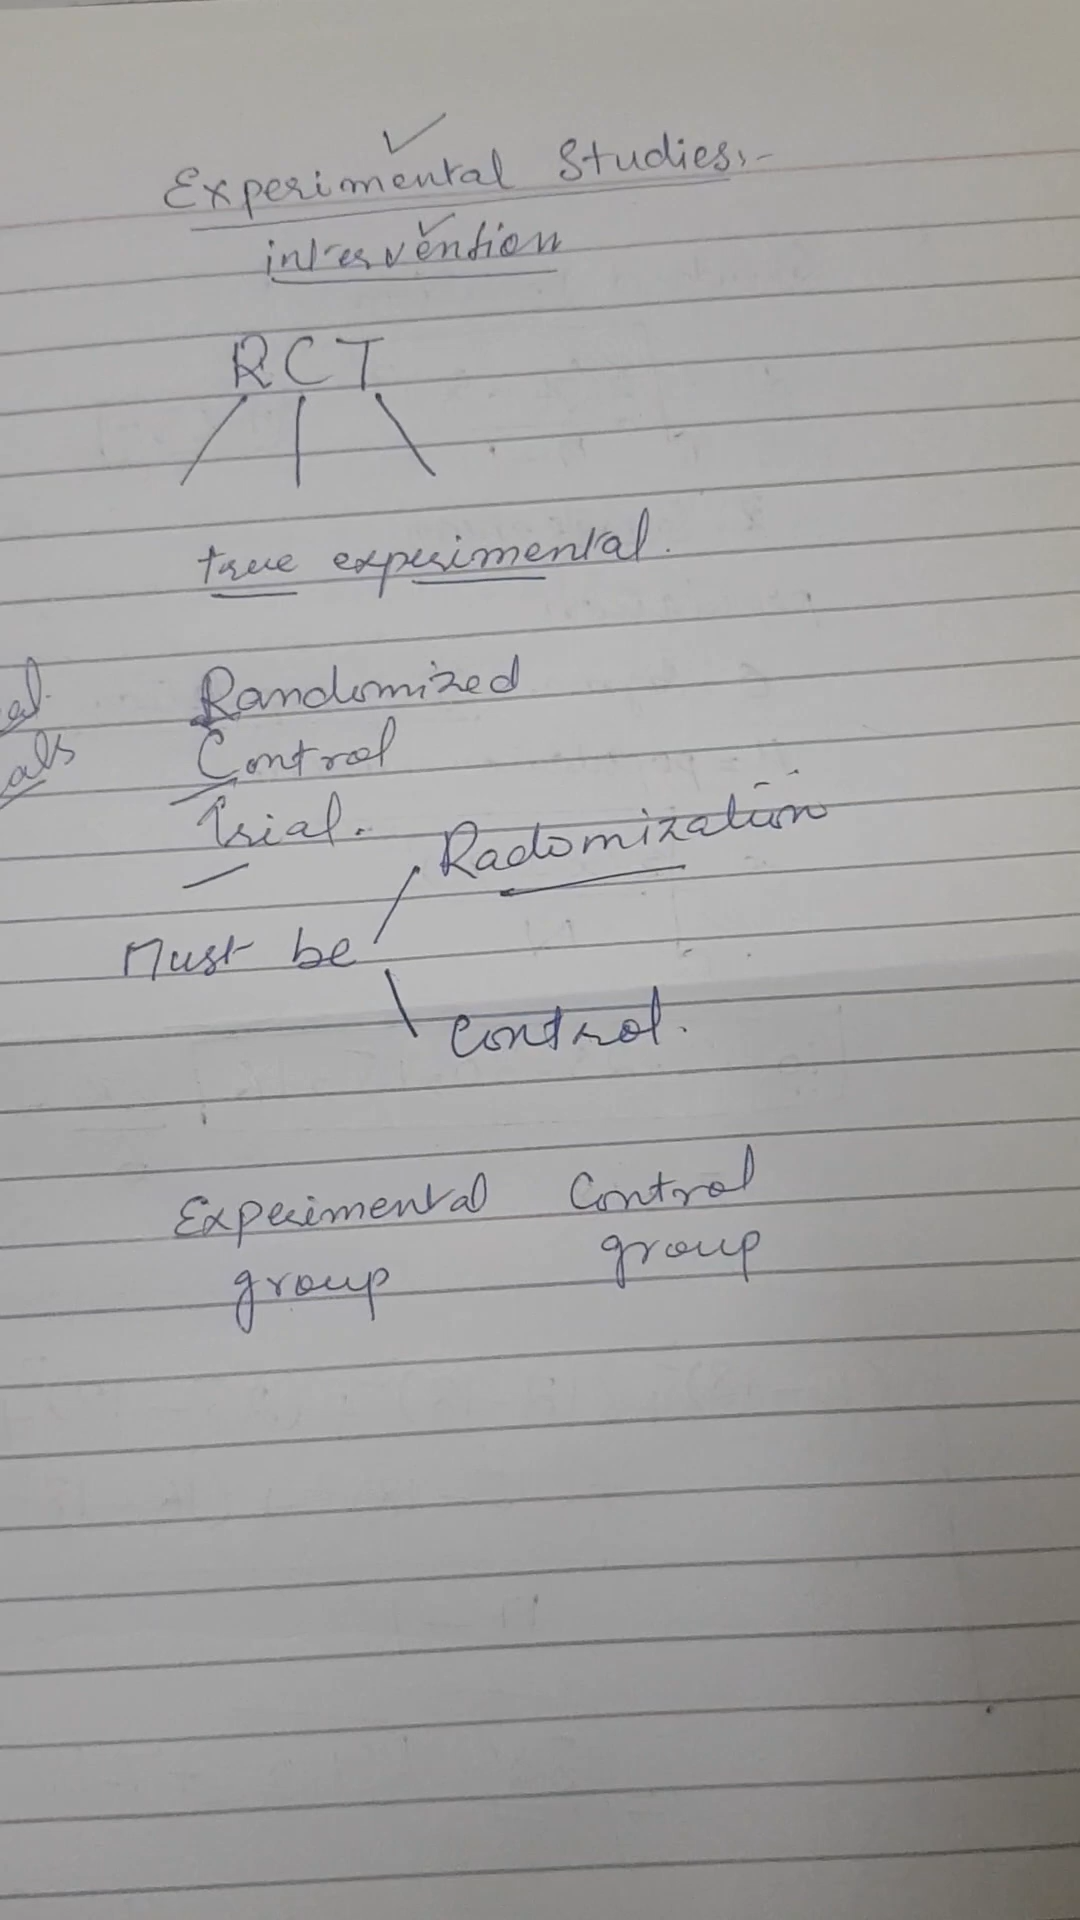 Experimental Studies:-
intervention
RCT
true experimental.
Randomized
Control
Trial.
Radomization
Must be
Control.
Experimental Control
group group